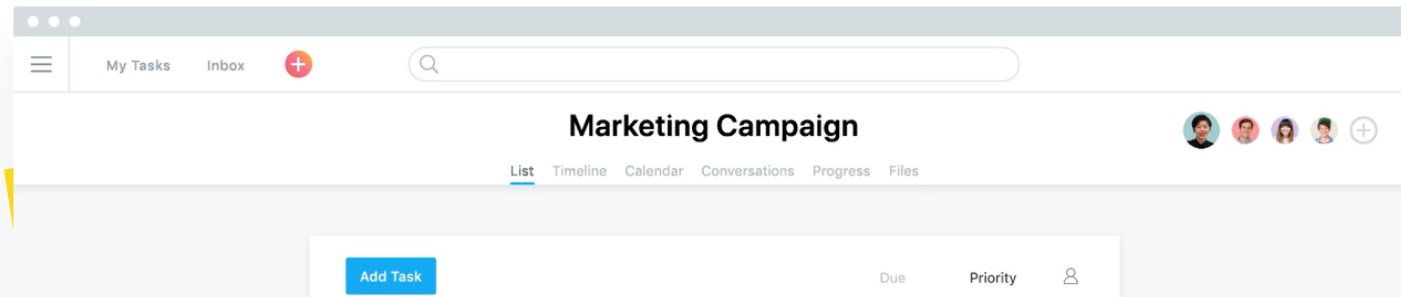 My Tasks Inbox
Marketing Campaign
List Timeline Calendar Conversations Progress Files
Add Task Due Priority